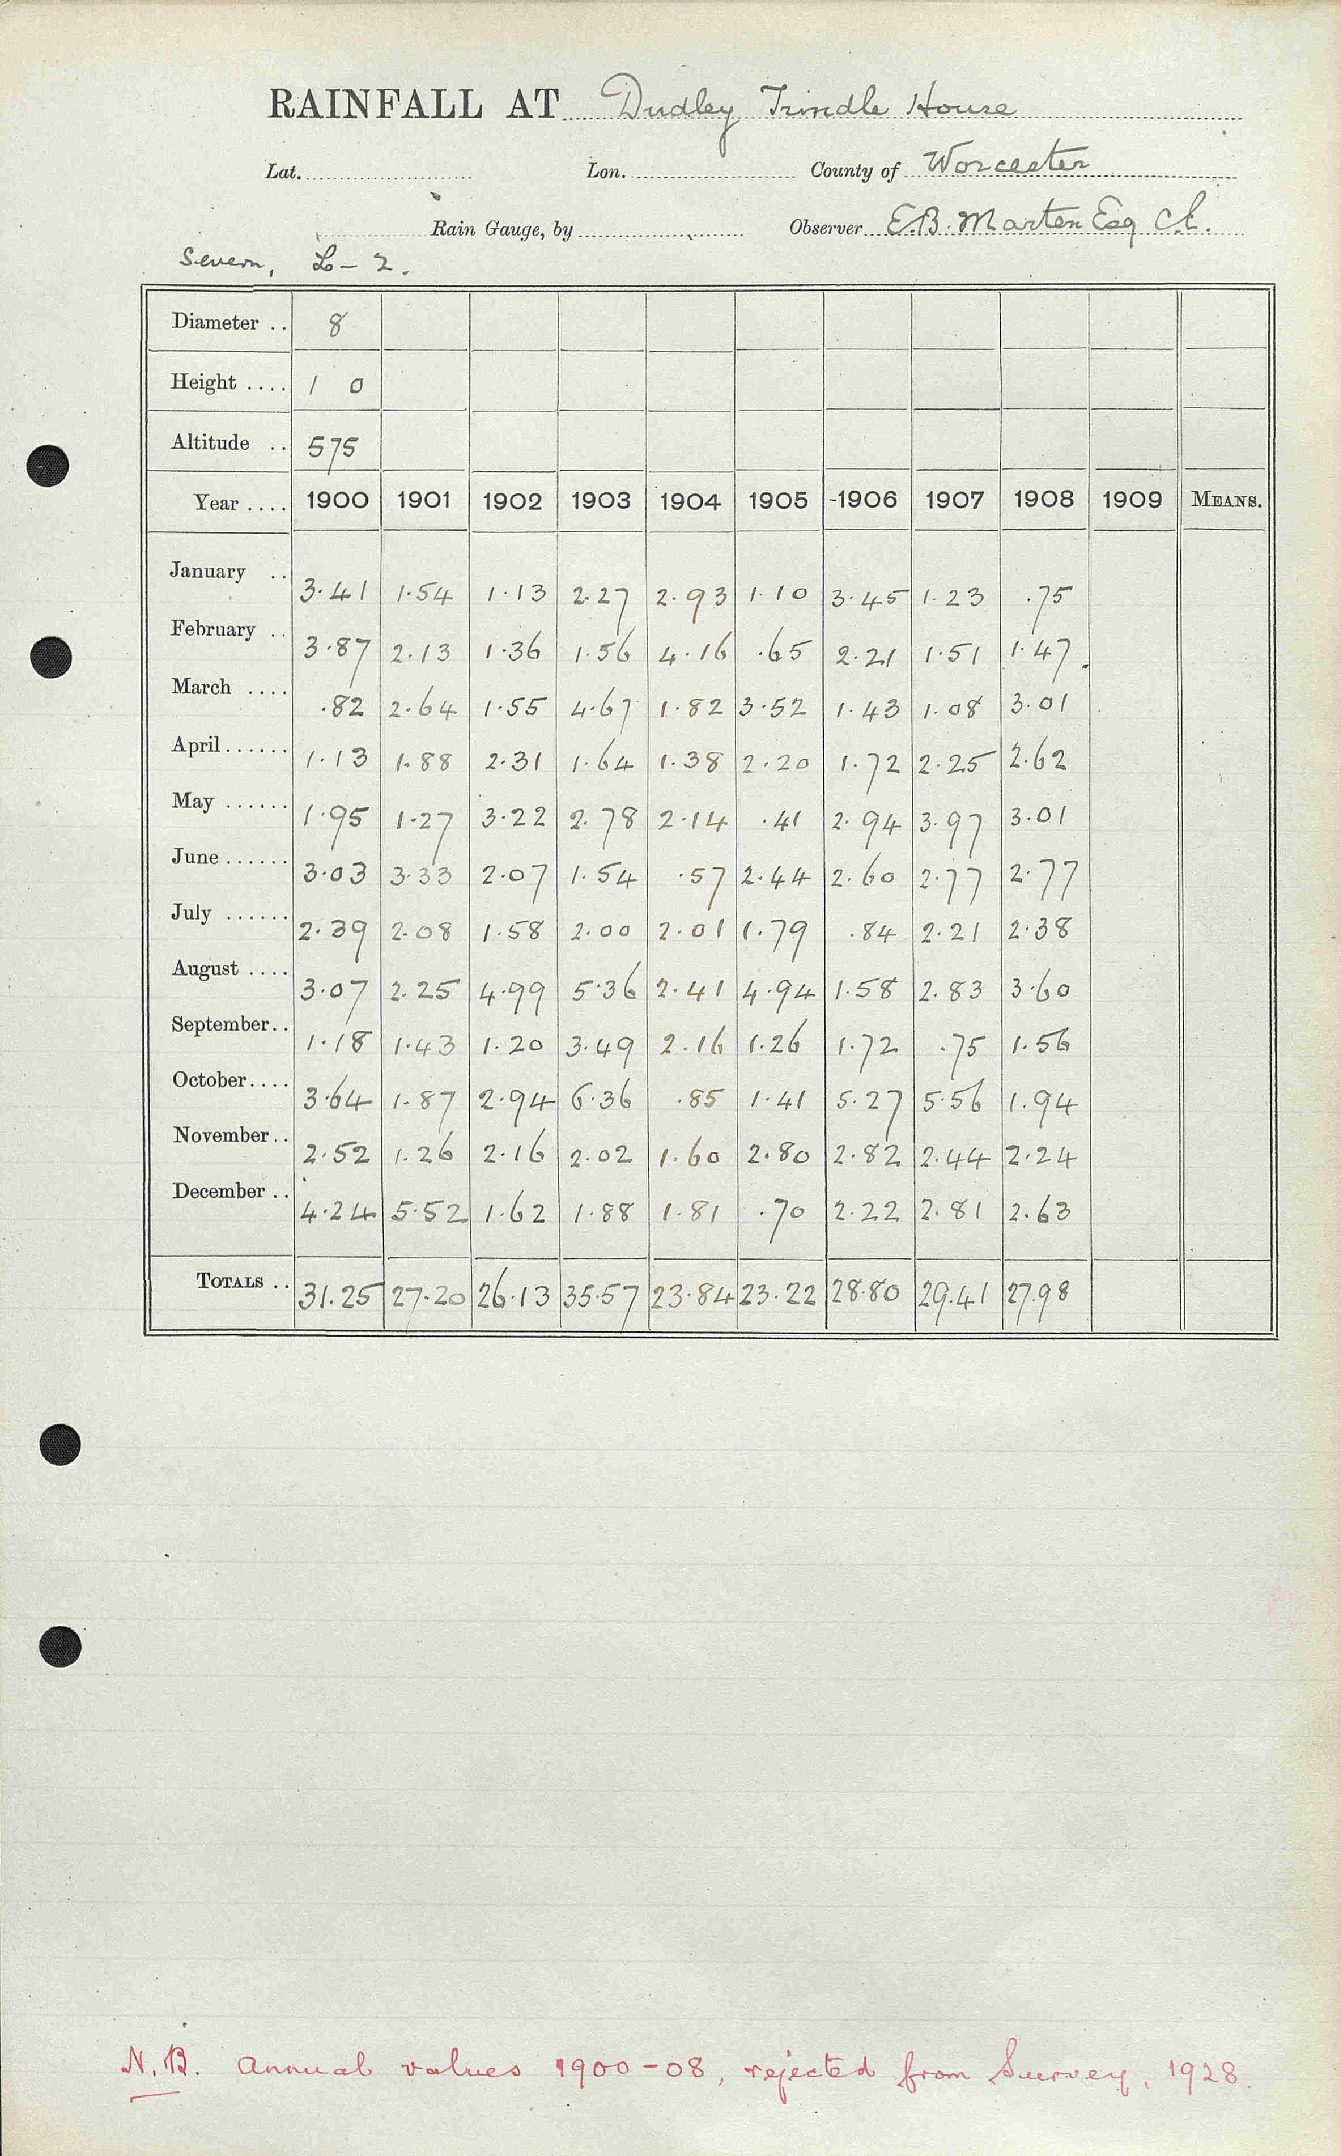 RAINFALL AT Dudley Trindle House
Lat. Lon. County of Worcester
Rain Gauge, by Observer E.B. Marten Esq C.E.
Severn, L-2.
Diameter .. 8
Height .... 1 0
Altitude .. 575
Year .... 1900 1901 1902 1903 1904 1905 1906 1907 1908 1909 MEANS.
January .. 3.41 1.54 1.13 2.27 2.93 1.10 3.45 1.23 .75
February .. 3.87 2.13 1.36 1.56 4.16 .65 2.21 1.51 1.47
March .... .82 2.64 1.55 4.67 1.82 3.52 1.43 1.08 3.01
April ...... 1.13 1.88 2.31 1.64 1.38 2.20 1.72 2.25 2.62
May ...... 1.95 1.27 3.22 2.78 2.14 .41 2.94 3.97 3.01
June ...... 3.03 3.33 2.07 1.54 .57 2.44 2.60 2.77 2.77
July ...... 2.39 2.08 1.58 2.00 2.01 1.79 .84 2.21 2.38
August .... 3.07 2.25 4.99 5.36 2.41 4.94 1.58 2.83 3.60
September .. 1.18 1.43 1.20 3.49 2.16 1.26 1.72 .75 1.56
October .... 3.64 1.87 2.94 6.36 .85 1.41 5.27 5.56 1.94
November .. 2.52 1.26 2.16 2.02 1.60 2.80 2.82 2.44 2.24
December .. 4.24 5.52 1.62 1.88 1.81 .70 2.22 2.81 2.63
TOTALS .. 31.25 27.20 26.13 35.57 23.84 23.22 28.80 29.41 27.98
N.B. Annual values 1900-08, rejected from Survey, 1928.